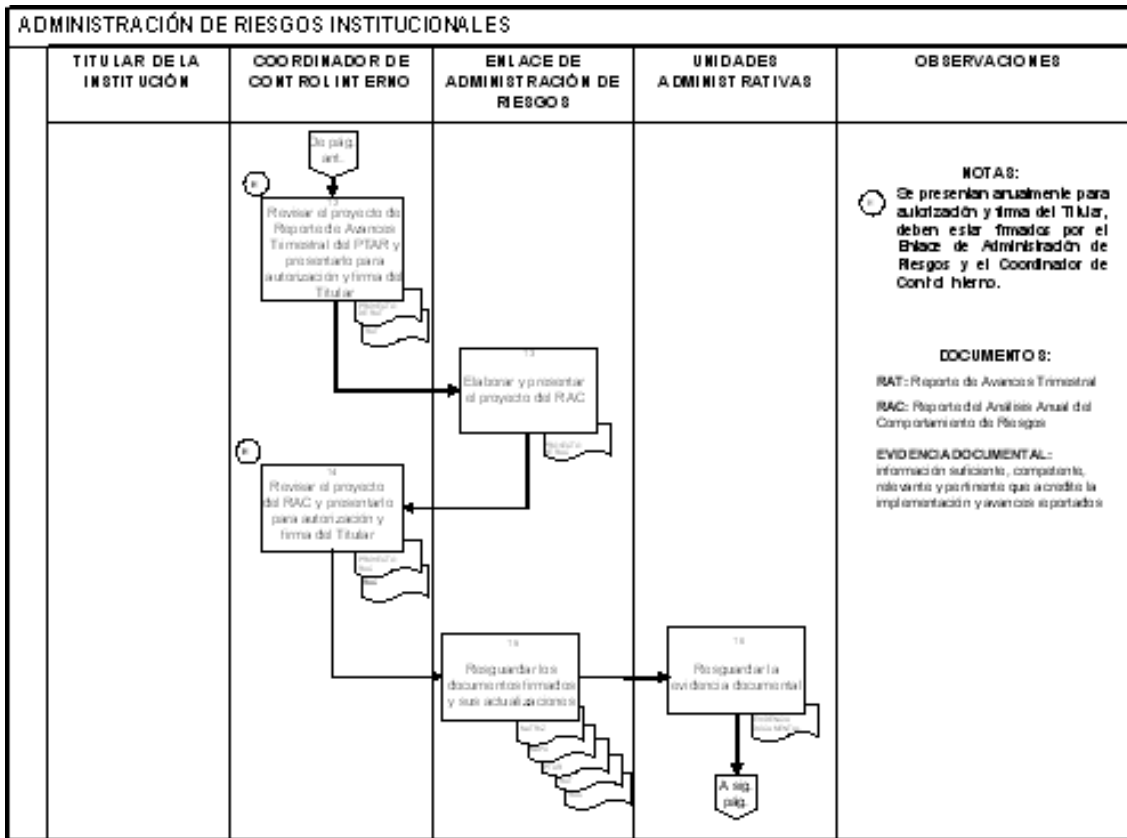 ADMINISTRACIÓN DE RIESGOS INSTITUCIONALES
TITULAR DE LA
INSTITUCIÓN
COORDINADOR DE
CONTROL INTERNO
ENLACE DE
ADMINISTRACIÓN DE
RIESGOS
UNIDADES
ADMINISTRATIVAS
OBSERVACIONES
De pág.
ant.
Revisar el proyecto de
Reporte de Avances
Trimestral del PTAR y
presentarlo para
autorización y firma del
Titular
13
Elaborar y presentar
el proyecto del RAC
14
Revisar el proyecto
del RAC y presentarlo
para autorización y
firma del Titular
15
Resguardar los
documentos firmados
y sus actualizaciones
16
Resguardar la
evidencia documental
A sig.
pág.
NOTAS:
Se presentan anualmente para
autorización y firma del Titular,
deben estar firmados por el
Enlace de Administración de
Riesgos y el Coordinador de
Control Interno.
DOCUMENTOS:
RAT: Reporte de Avances Trimestral
RAC: Reporte del Análisis Anual del
Comportamiento de Riesgos
EVIDENCIA DOCUMENTAL:
información suficiente, competente,
relevante y pertinente que acredite la
implementación y avances reportados